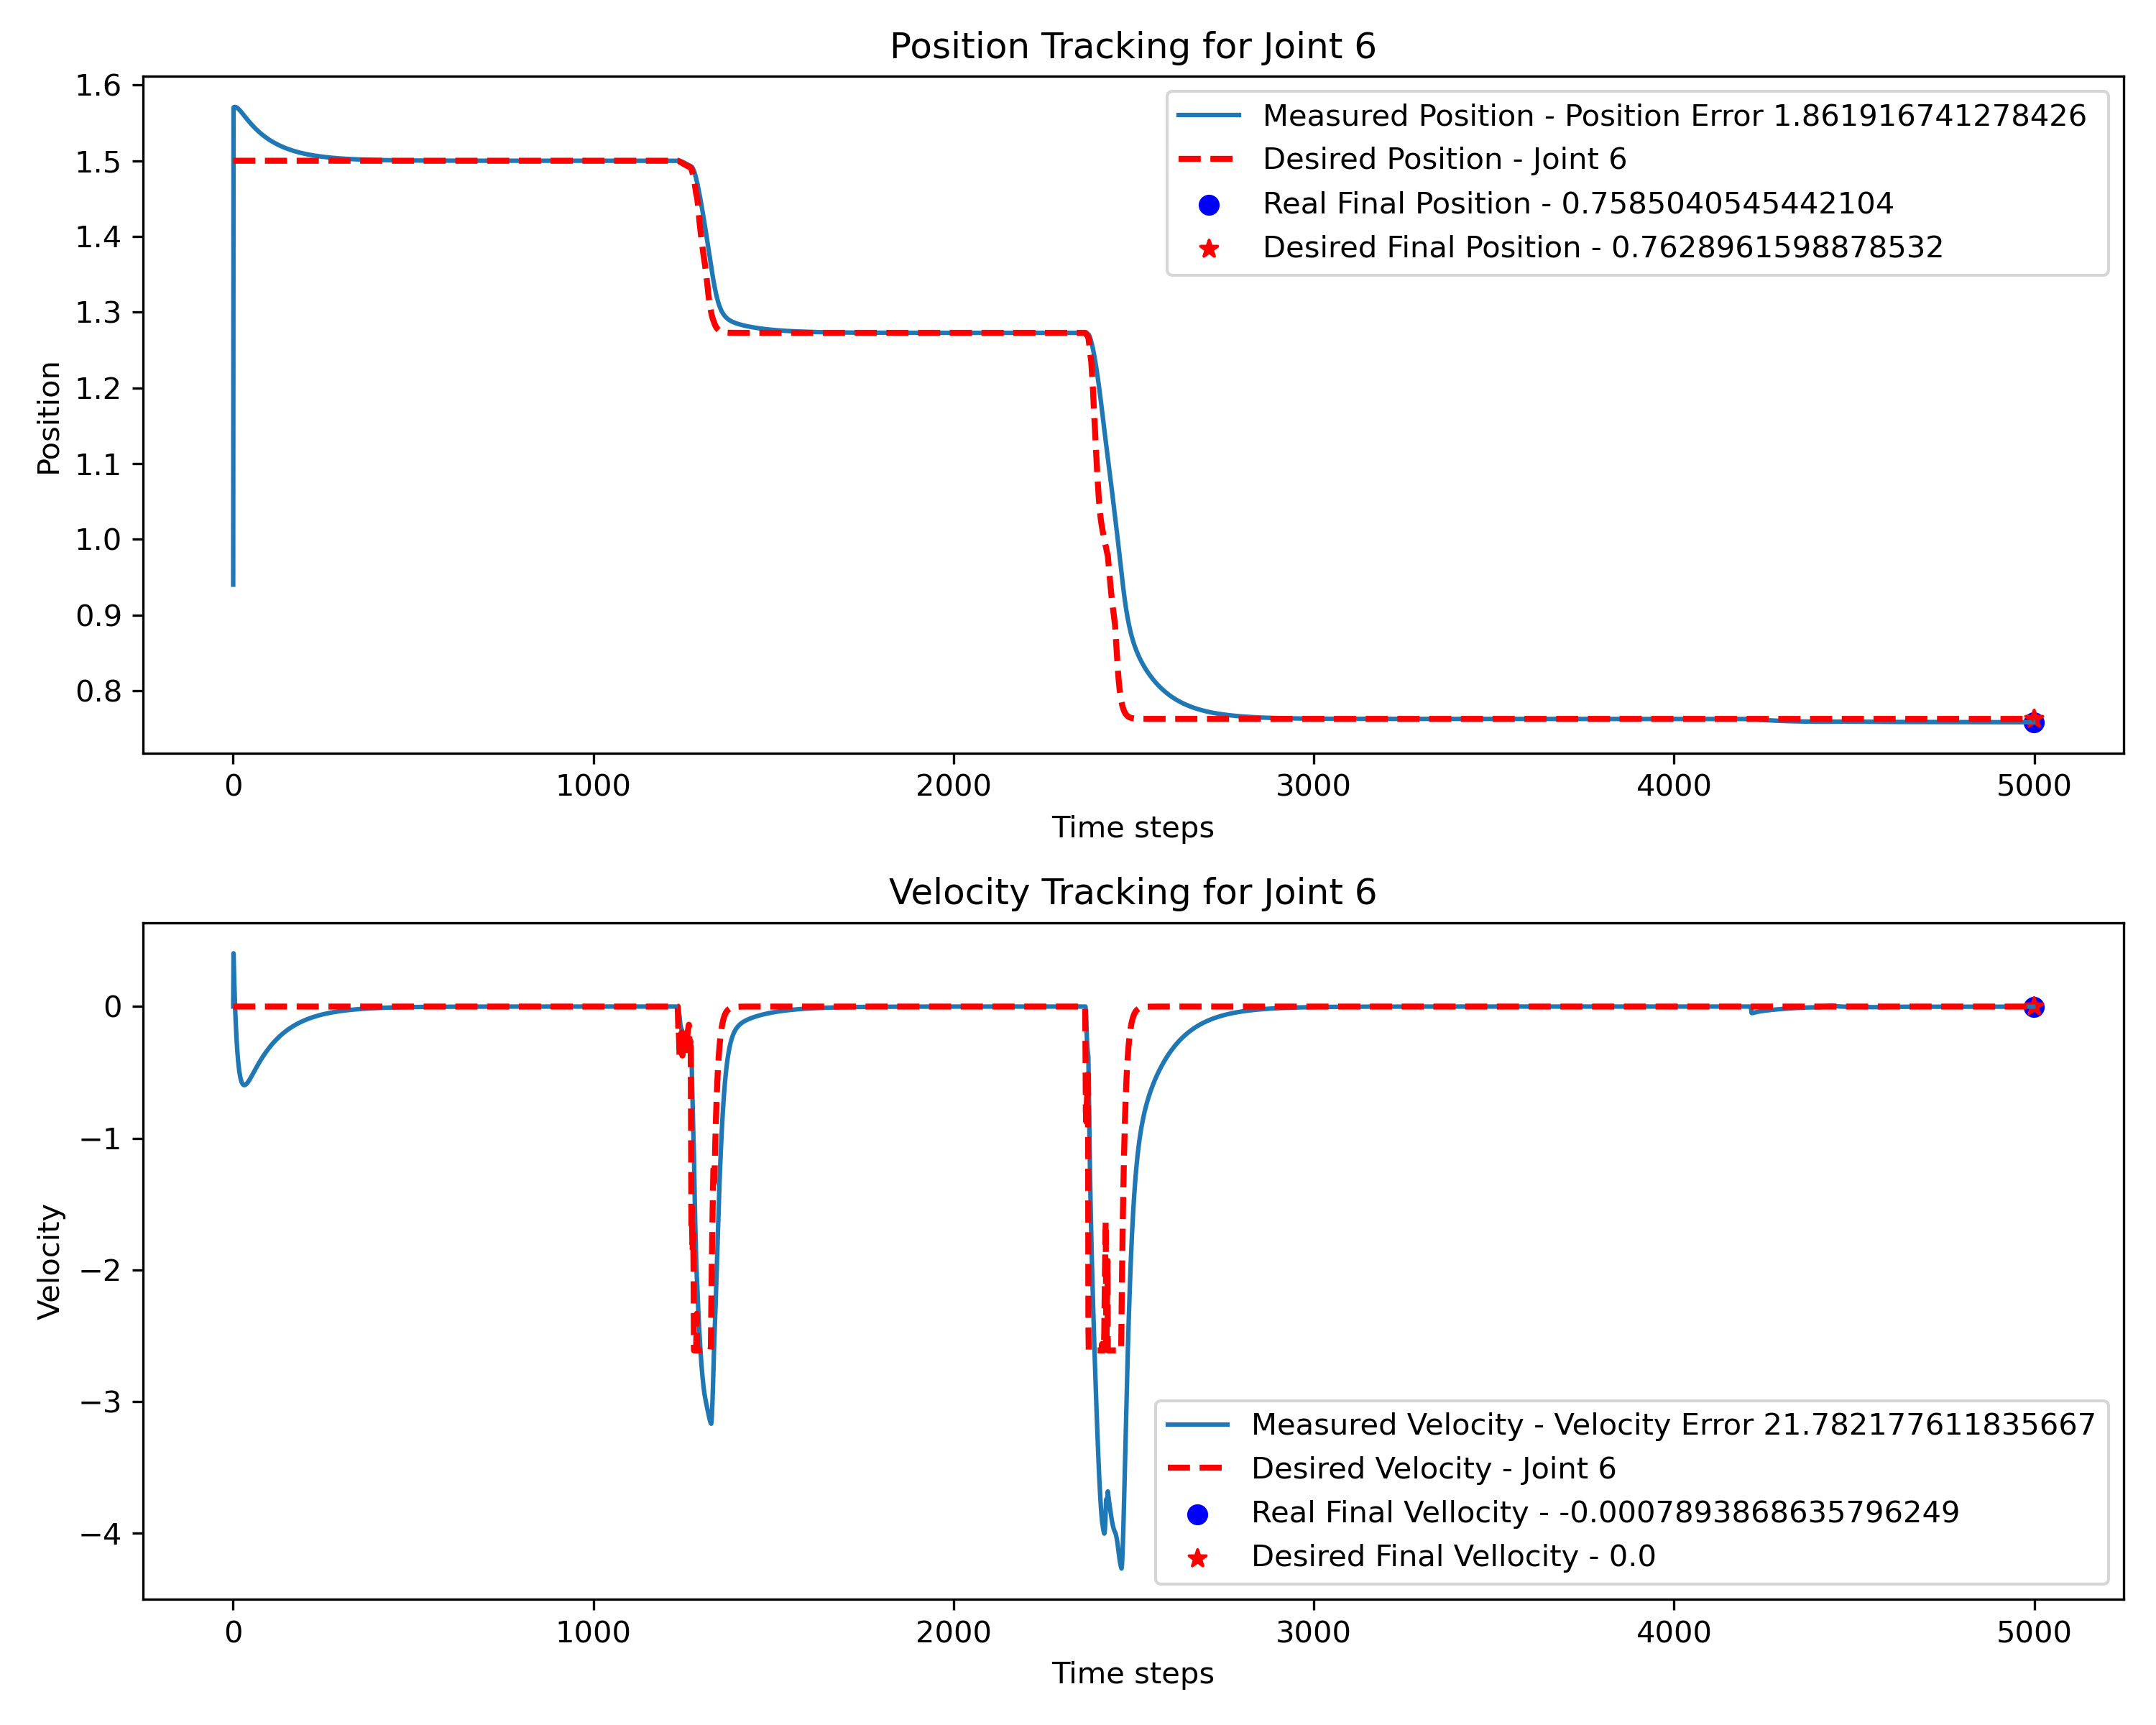 Position Tracking for Joint 6
1.6
1.5
1.4
1.3
1.2
1.1
1.0
0.9
0.8
Position
Measured Position - Position Error 1.861916741278426
Desired Position - Joint 6
Real Final Position - 0.7585040545442104
Desired Final Position - 0.7628961598878532
0 1000 2000 3000 4000 5000
Time steps
Velocity Tracking for Joint 6
0
−1
−2
−3
−4
Velocity
Measured Velocity - Velocity Error 21.782177611835667
Desired Velocity - Joint 6
Real Final Vellocity - -0.0007893868635796249
Desired Final Vellocity - 0.0
0 1000 2000 3000 4000 5000
Time steps